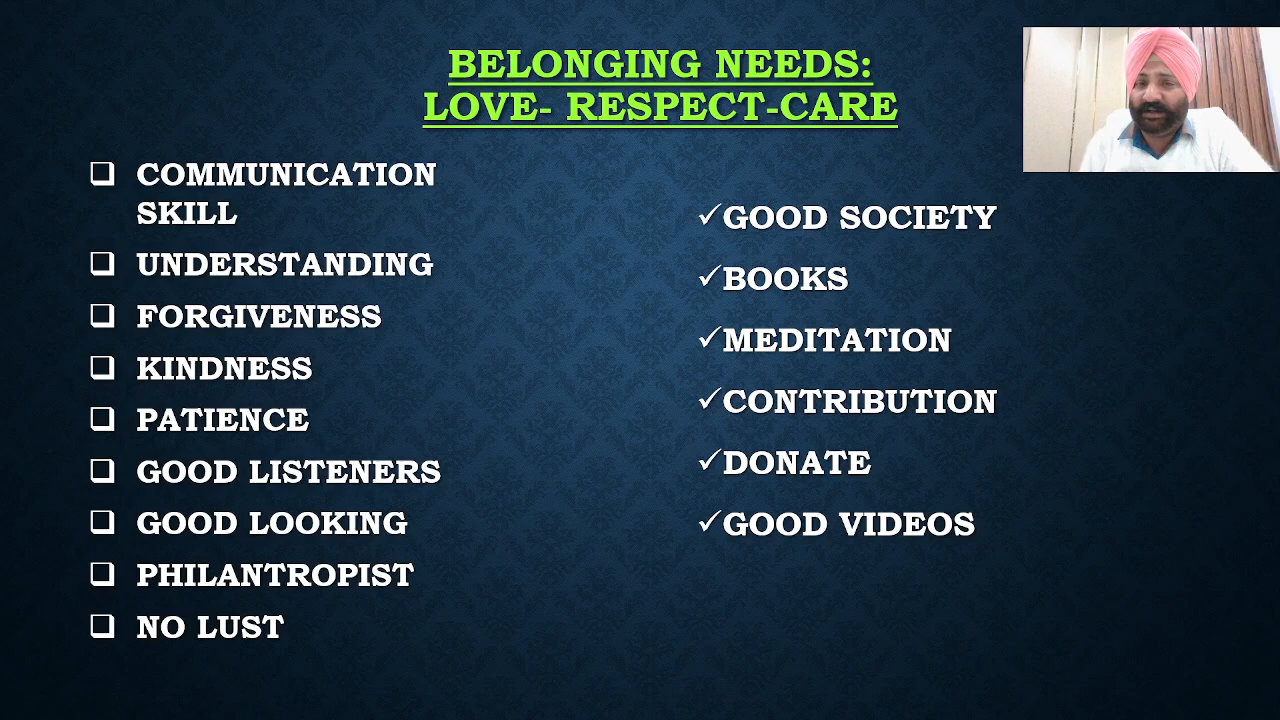 BELONGING NEEDS:
LOVE- RESPECT-CARE
❑ COMMUNICATION
SKILL
❑ UNDERSTANDING
❑ FORGIVENESS
❑ KINDNESS
❑ PATIENCE
❑ GOOD LISTENERS
❑ GOOD LOOKING
❑ PHILANTROPIST
❑ NO LUST
✓GOOD SOCIETY
✓BOOKS
✓MEDITATION
✓CONTRIBUTION
✓DONATE
✓GOOD VIDEOS